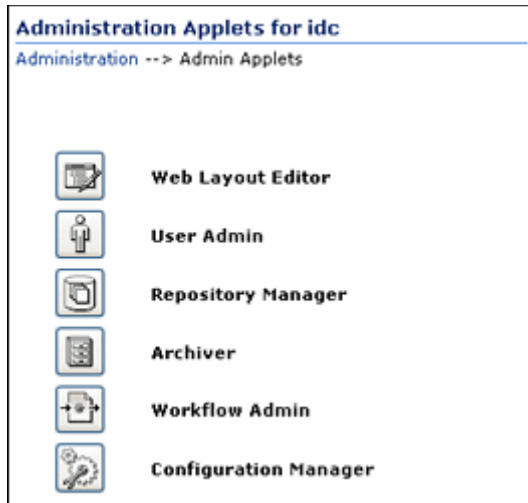 Administration Applets for idc
Administration --> Admin Applets
Web Layout Editor
User Admin
Repository Manager
Archiver
Workflow Admin
Configuration Manager